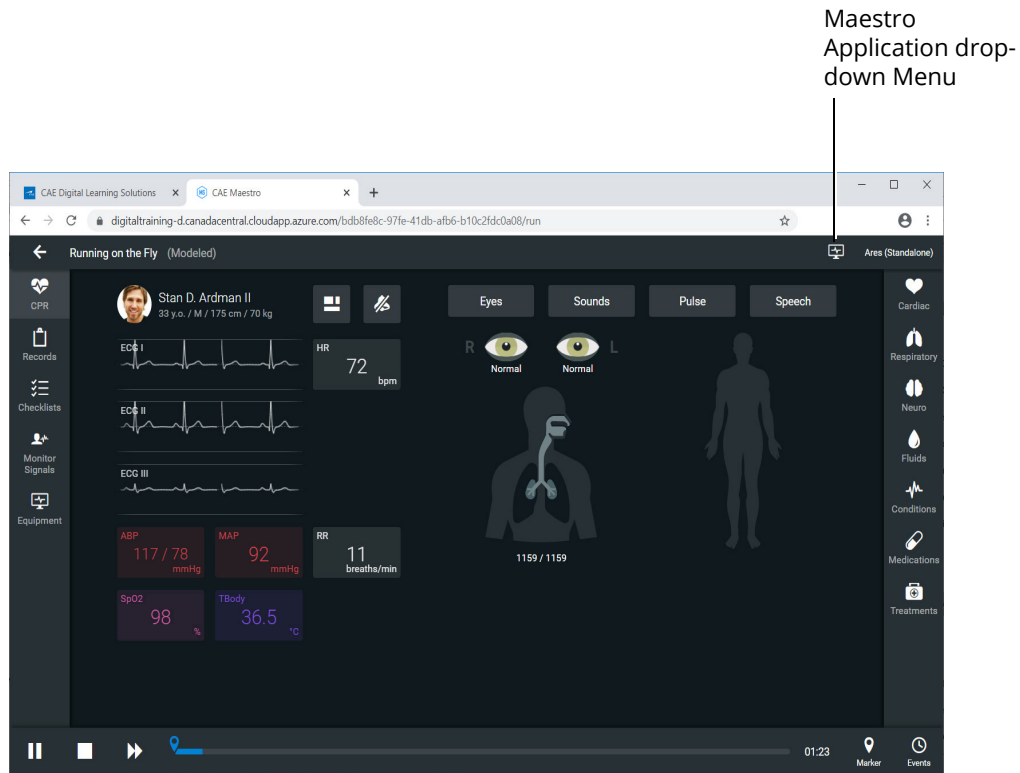 Maestro
Application drop-
down Menu
CAE Digital Learning Solutions
CAE Maestro
digitaltraining-d.canadacentral.cloudapp.azure.com/bdb8fe8c-97fe-41db-afb6-b10c2fdc0a08/run
Running on the Fly (Modeled)
Ares (Standalone)
CPR
Records
Checklists
Monitor
Signals
Equipment
Stan D. Ardman II
33 y.o. / M / 175 cm / 70 kg
ECG I
HR
72
bpm
ECG II
ECG III
ABP
117 / 78
mmHg
MAP
92
mmHg
RR
11
breaths/min
SpO2
98
%
TBody
36.5
°C
Eyes
Sounds
Pulse
Speech
R
L
Normal
Normal
1159 / 1159
Cardiac
Respiratory
Neuro
Fluids
Conditions
Medications
Treatments
01:23
Marker
Events